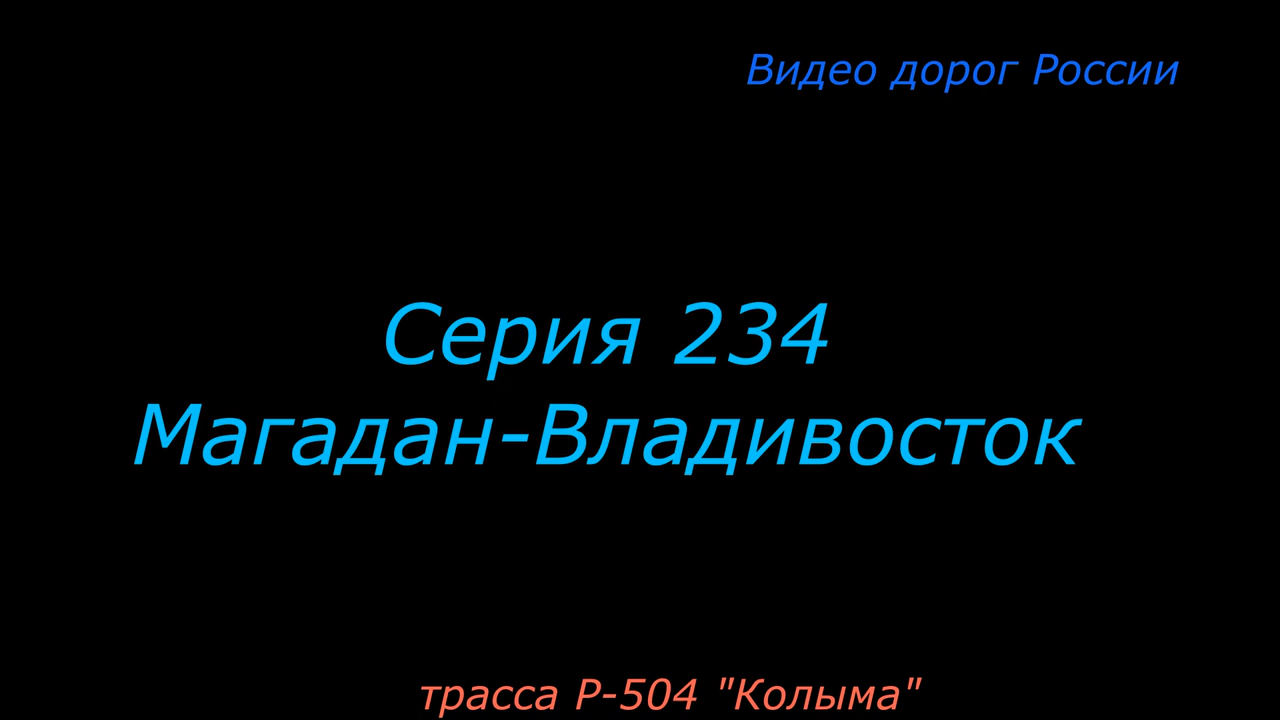 Видео дорог России
Серия 234
Магадан-Владивосток
трасса Р-504 "Колыма"